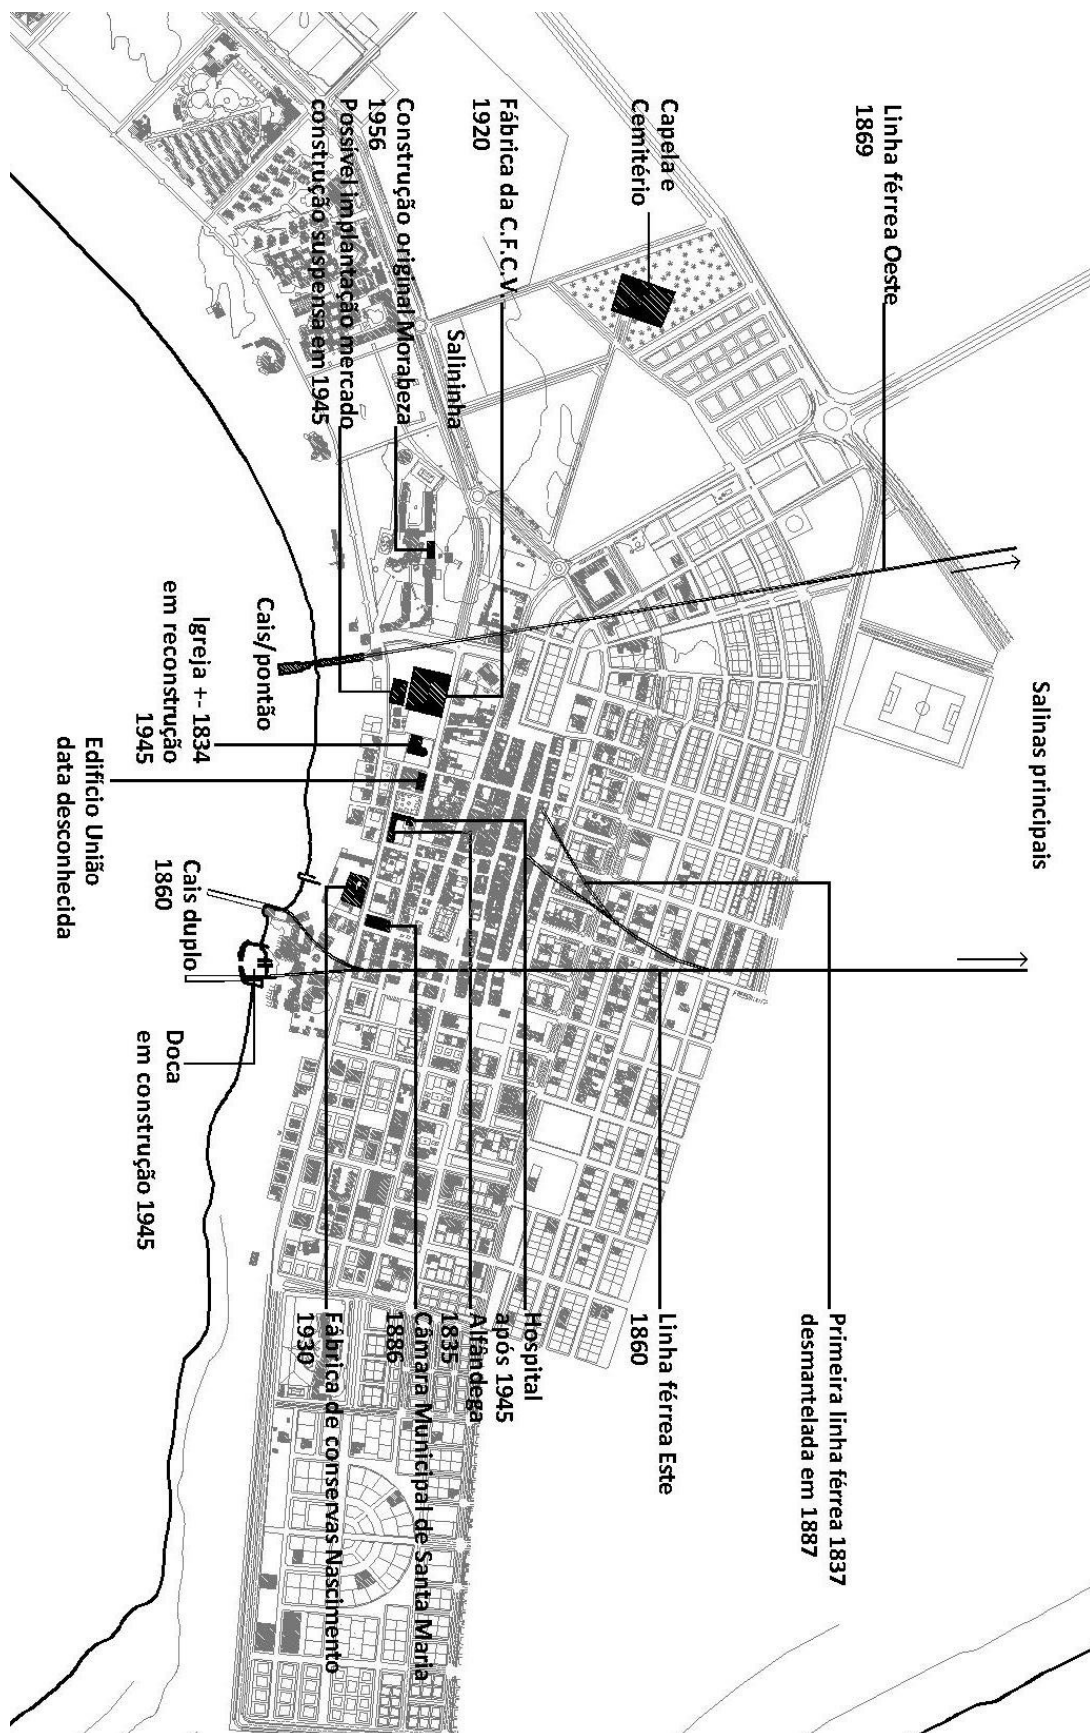 Salinas principais
Linha férrea Oeste
1869
Primeira linha férrea 1837
desmantelada em 1887
Capela e
Cemitério
Linha férrea Este
1860
Fábrica da C.F.C.V.
1920
Hospital
após 1945
Salininha
Alfândega
1835
Construção original Morabeza
1956
Câmara Municipal de Santa Maria
1886
Possível implantação mercado
construção suspensa em 1945
Fábrica de conservas Nascimento
1930
Cais/pontão
Igreja +- 1834
em reconstrução
1945
Cais duplo
1860
Doca
em construção 1945
Edifício União
data desconhecida